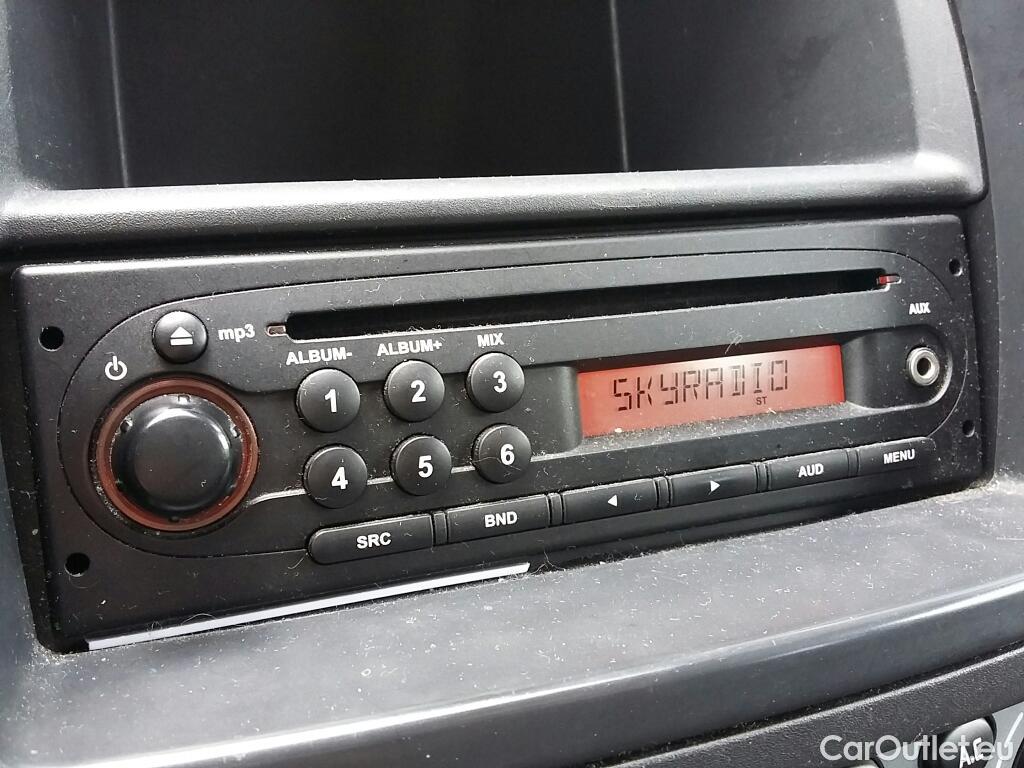 mp3
AUX
ALBUM- ALBUM+ MIX
1 2 3
SKYRADIO
ST
4 5 6
SRC BND AUD MENU
A.E
CarOutlet.eu